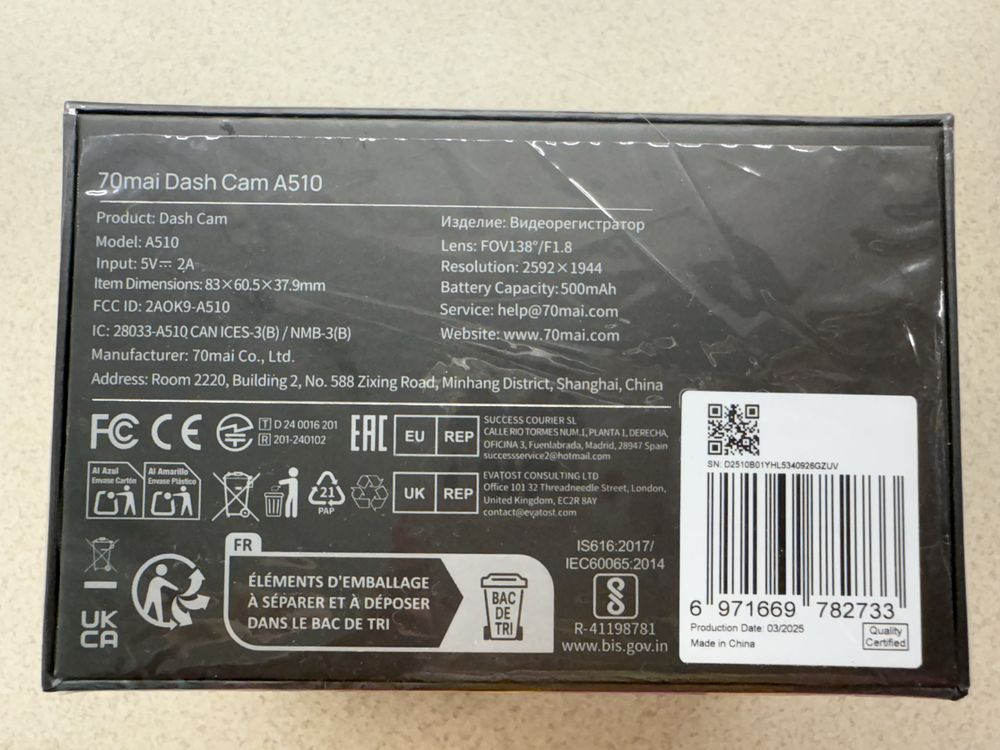 70mai Dash Cam A510
Product: Dash Cam
Model: A510
Input: 5V⎓ 2A
Item Dimensions: 83×60.5×37.9mm
FCC ID: 2AOK9-A510
IC: 28033-A510 CAN ICES-3(B) / NMB-3(B)
Manufacturer: 70mai Co., Ltd.
Address: Room 2220, Building 2, No. 588 Zixing Road, Minhang District, Shanghai, China
Изделие: Видеорегистратор
Lens: FOV138°/F1.8
Resolution: 2592×1944
Battery Capacity: 500mAh
Service: help@70mai.com
Website: www.70mai.com
FC CE
T D 24 0016 201
R 201-240102
EAC
EU REP
SUCCESS COURIER SL
CALLE RIO TORMES NUM.1, PLANTA 1, DERECHA,
OFICINA 3, Fuenlabrada, Madrid, 28947 Spain
successservice2@hotmail.com
Al Azul
Envase Cartón
Al Amarillo
Envase Plástico
21
PAP
UK REP
EVATOST CONSULTING LTD
Office 101 32 Threadneedle Street, London,
United Kingdom, EC2R 8AY
contact@evatost.com
UK
CA
FR
ÉLÉMENTS D'EMBALLAGE
À SÉPARER ET À DÉPOSER
DANS LE BAC DE TRI
BAC
DE
TRI
IS616:2017/
IEC60065:2014
R-41198781
www.bis.gov.in
SN: D2510B01YHL5340926GZUV
6 971669 782733
Production Date: 03/2025
Made in China
Quality
Certified